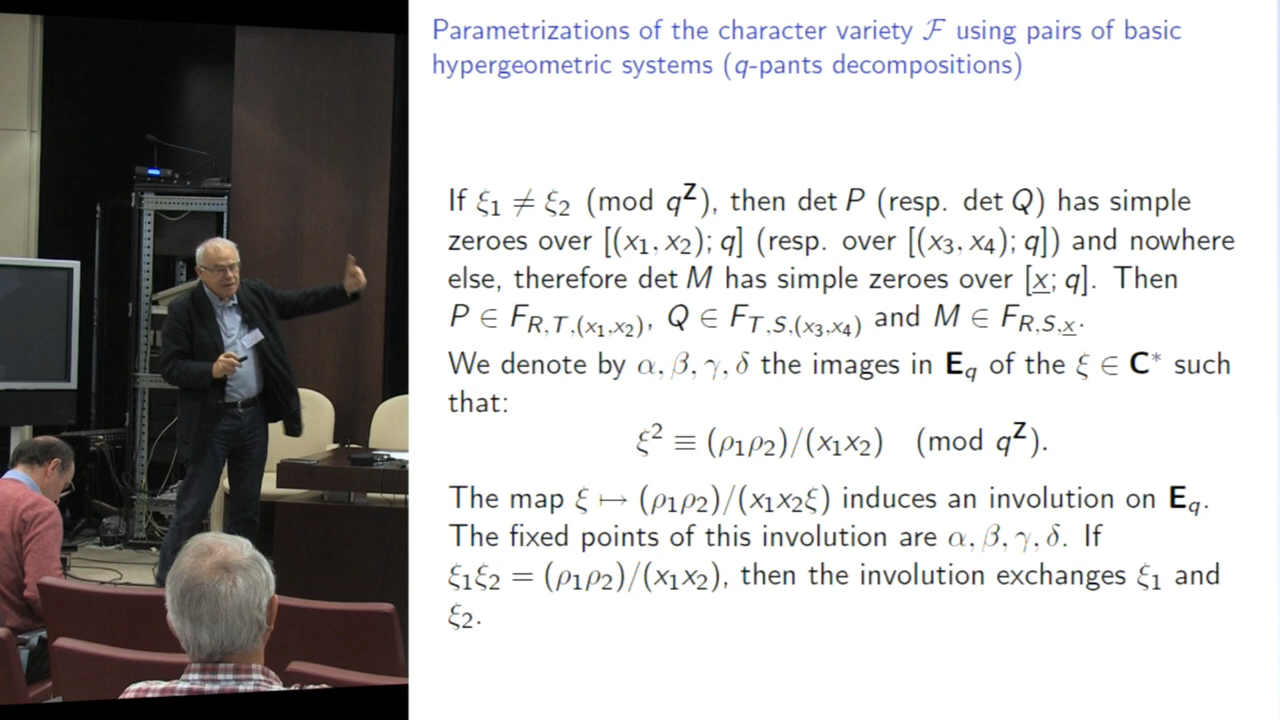 Parametrizations of the character variety ℱ using pairs of basic
hypergeometric systems (q-pants decompositions)
If ξ₁ ≠ ξ₂ (mod q^Z), then det P (resp. det Q) has simple
zeroes over [(x₁, x₂); q] (resp. over [(x₃, x₄); q]) and nowhere
else, therefore det M has simple zeroes over [x̲; q]. Then
P ∈ F_{R,T,(x₁,x₂)}, Q ∈ F_{T,S,(x₃,x₄)} and M ∈ F_{R,S,x̲}.
We denote by α, β, γ, δ the images in E_q of the ξ ∈ C* such
that:
ξ² ≡ (ρ₁ρ₂)/(x₁x₂) (mod q^Z).
The map ξ ↦ (ρ₁ρ₂)/(x₁x₂ξ) induces an involution on E_q.
The fixed points of this involution are α, β, γ, δ. If
ξ₁ξ₂ = (ρ₁ρ₂)/(x₁x₂), then the involution exchanges ξ₁ and
ξ₂.